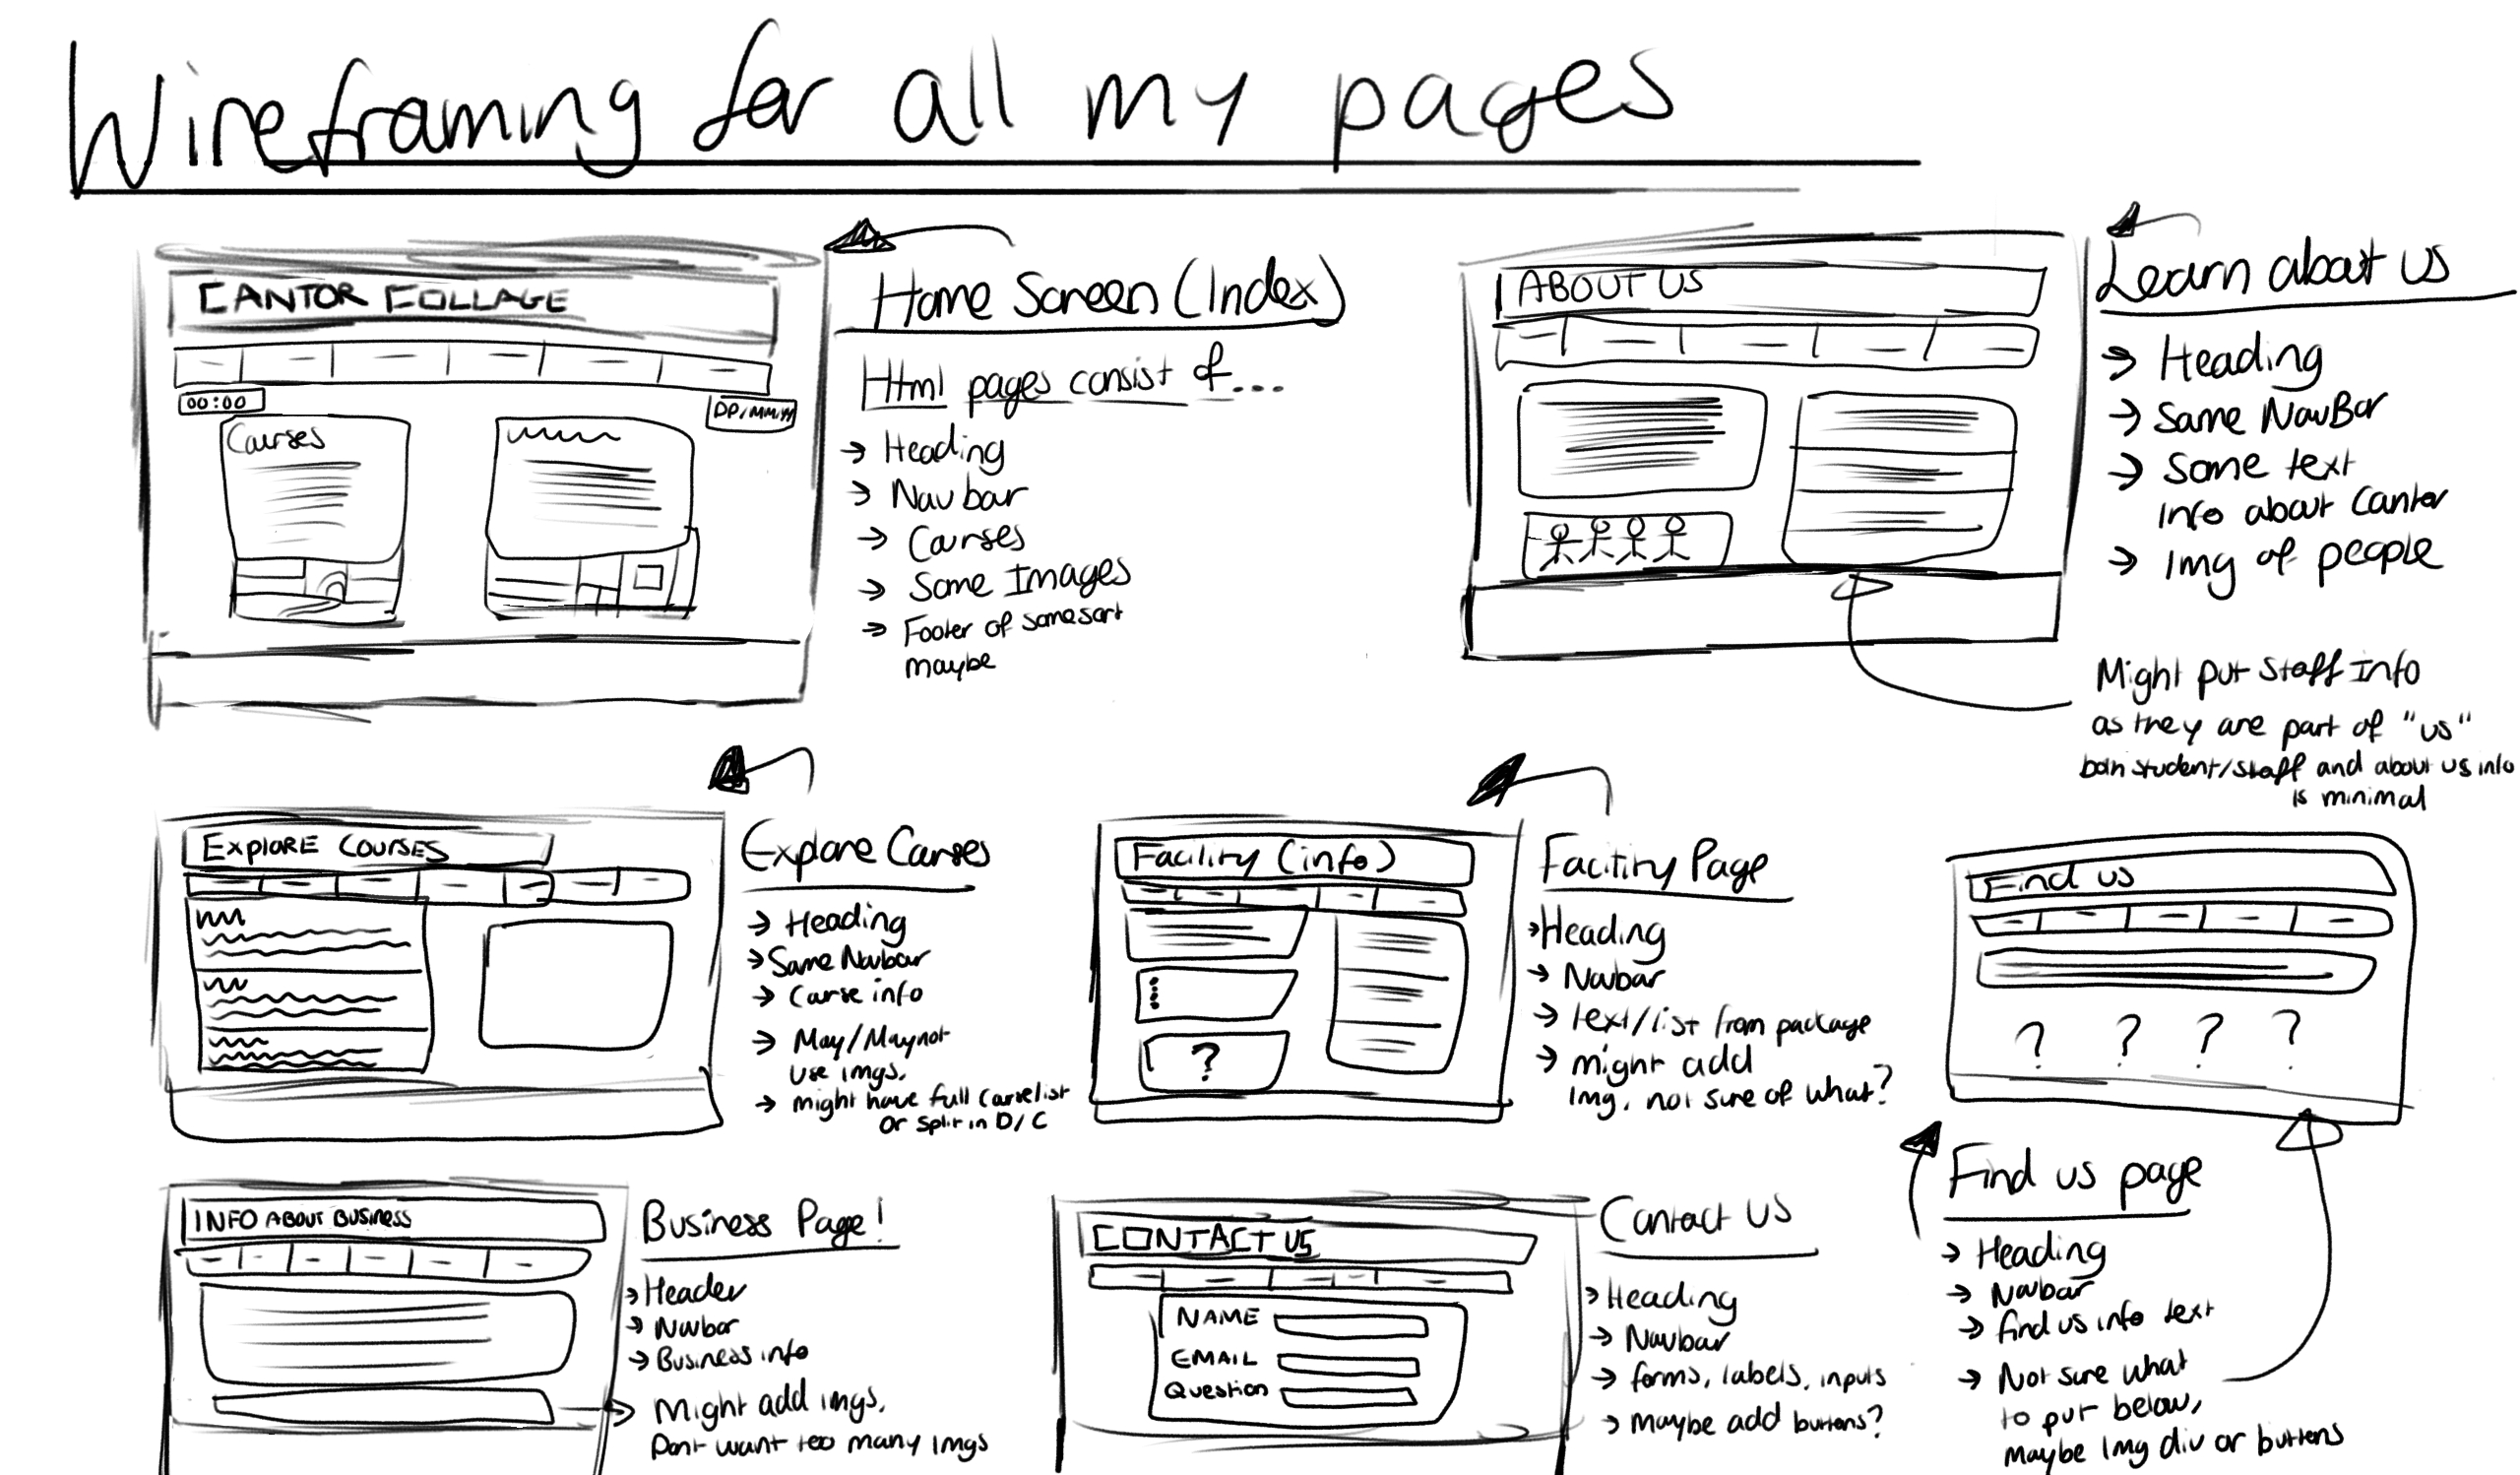 Wireframing for all my pages
CANTOR COLLAGE
00:00
DD/MM/YY
Courses
Home Screen (Index)
Html pages consist of...
→ Heading
→ Nav bar
→ Courses
→ Some Images
→ Footer of some sort
maybe
ABOUT US
Learn about us
→ Heading
→ Same NavBar
→ Some text
info about Cantor
→ Img of people
Might put Staff Info
as they are part of "us"
both student/staff and about us info
is minimal
EXPLORE COURSES
Explore Courses
→ Heading
→ Same Navbar
→ Course info
→ May/Maynot
use imgs.
→ might have full course list
or split in D/C
Facility (info)
?
Facility Page
→ Heading
→ Navbar
→ text/list from package
→ might add
Img, not sure of what?
Find us
? ? ? ?
Find us page
→ Heading
→ Navbar
→ find us info text
→ Not sure what
to put below,
maybe Img div or buttons
INFO ABOUT BUSINESS
Business Page!
→ Header
→ Navbar
→ Business info
→ Might add imgs,
Dont want too many imgs
CONTACT US
NAME
EMAIL
Question
Contact Us
→ Heading
→ Navbar
→ forms, labels, inputs
→ Maybe add buttons?